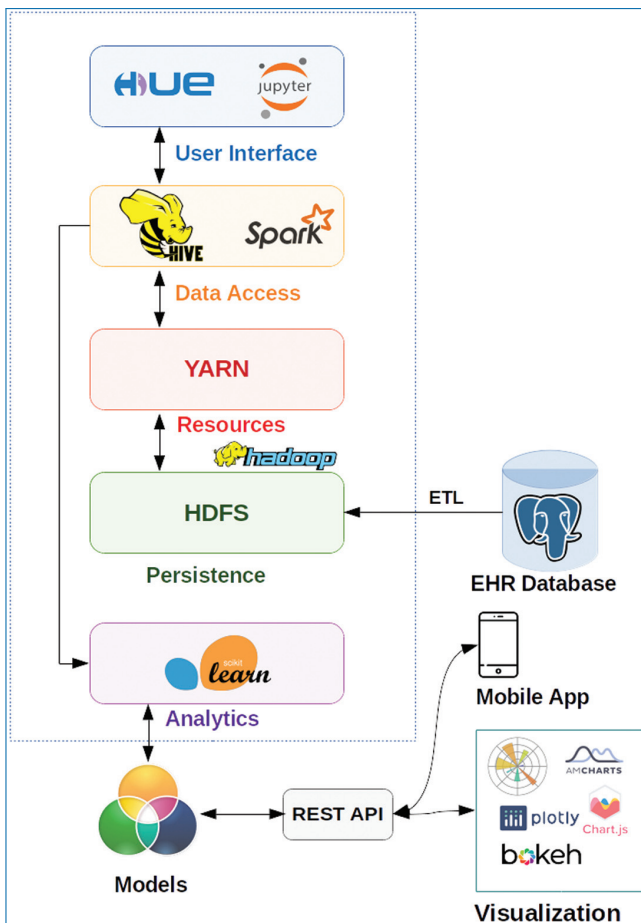 HUE
jupyter
User Interface
HIVE
Spark
Data Access
YARN
Resources
hadoop
HDFS
ETL
Persistence
EHR Database
scikit
learn
Mobile App
Analytics
AMCHARTS
plotly
Chart.js
REST API
bokeh
Models
Visualization